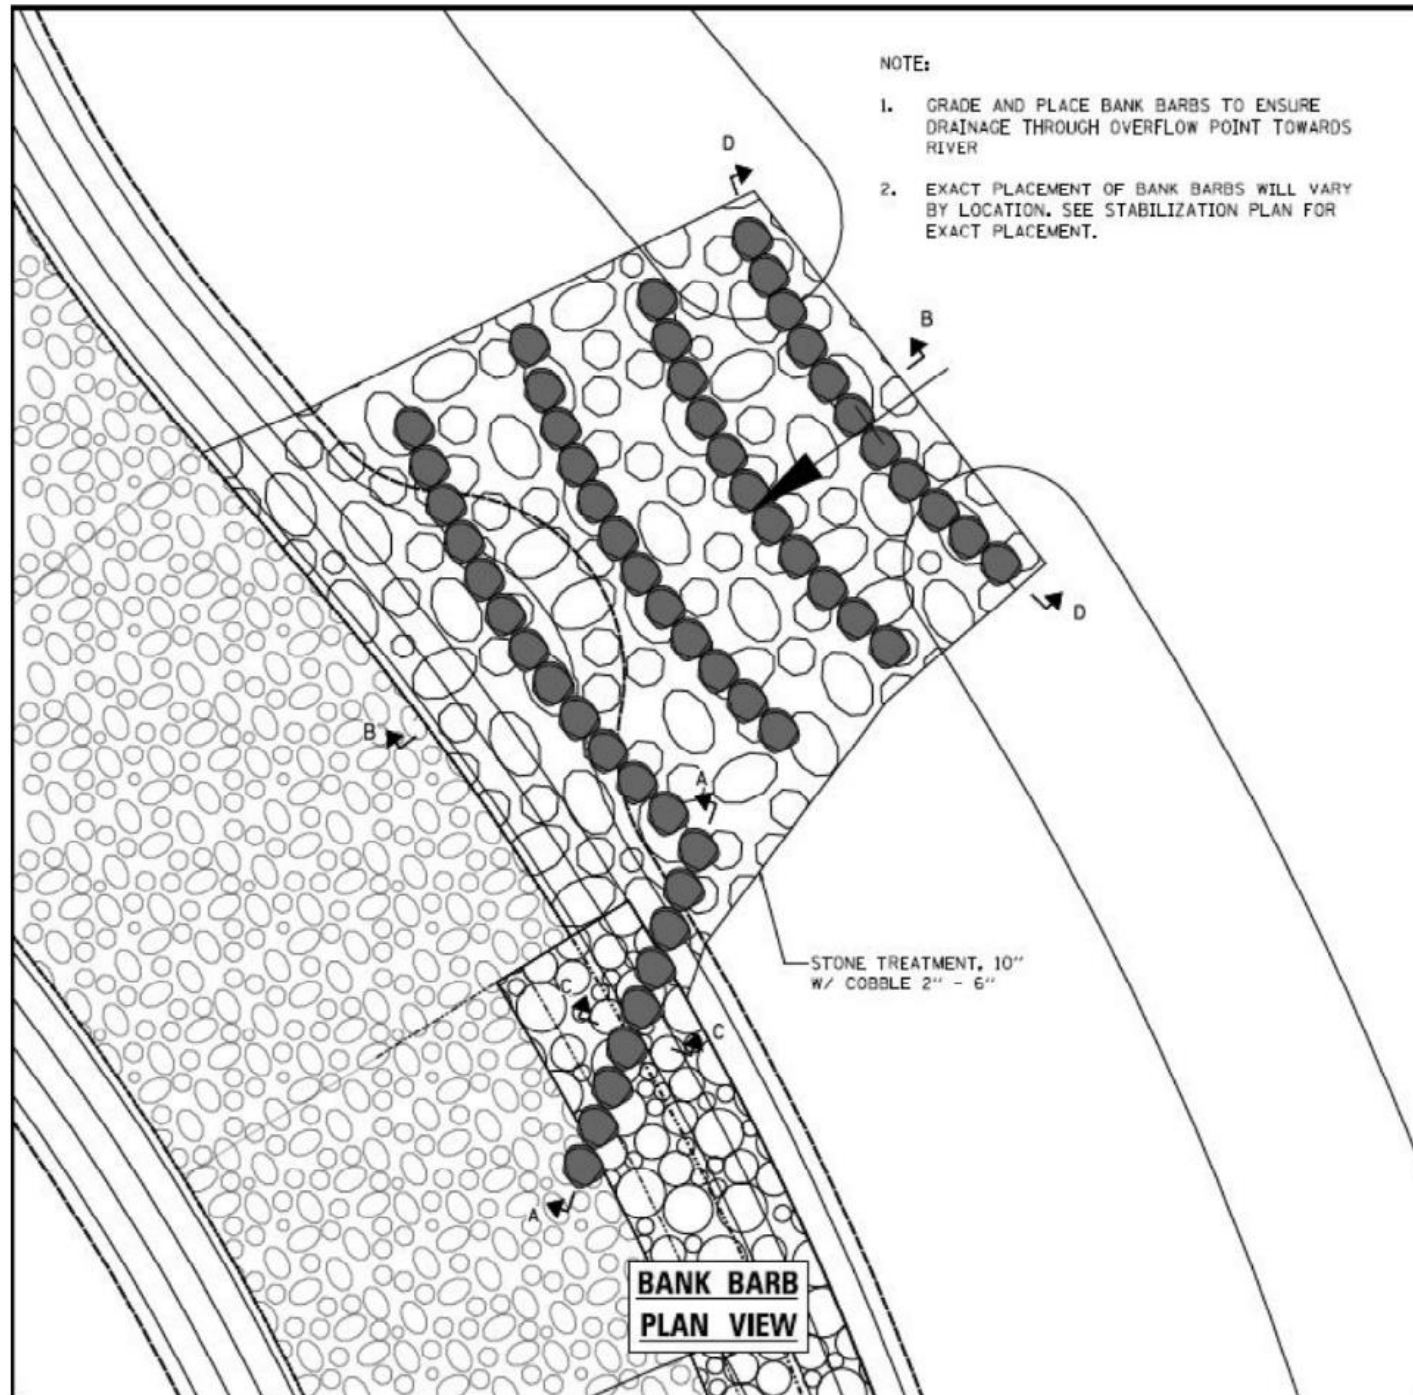 NOTE:
1. GRADE AND PLACE BANK BARBS TO ENSURE
DRAINAGE THROUGH OVERFLOW POINT TOWARDS
RIVER
2. EXACT PLACEMENT OF BANK BARBS WILL VARY
BY LOCATION. SEE STABILIZATION PLAN FOR
EXACT PLACEMENT.
D
B
D
B
A
STONE TREATMENT, 10"
W/ COBBLE 2" - 6"
C
C
A
BANK BARB
PLAN VIEW